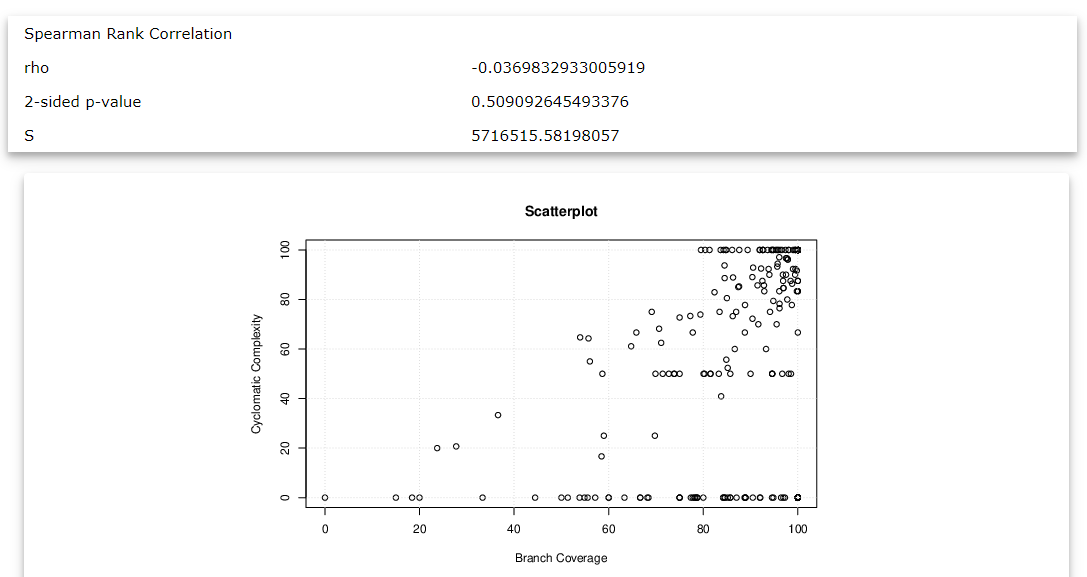 Spearman Rank Correlation
rho -0.0369832933005919
2-sided p-value 0.509092645493376
S 5716515.58198057
Scatterplot
100
80
60
40
20
0
Cyclomatic Complexity
0 20 40 60 80 100
Branch Coverage